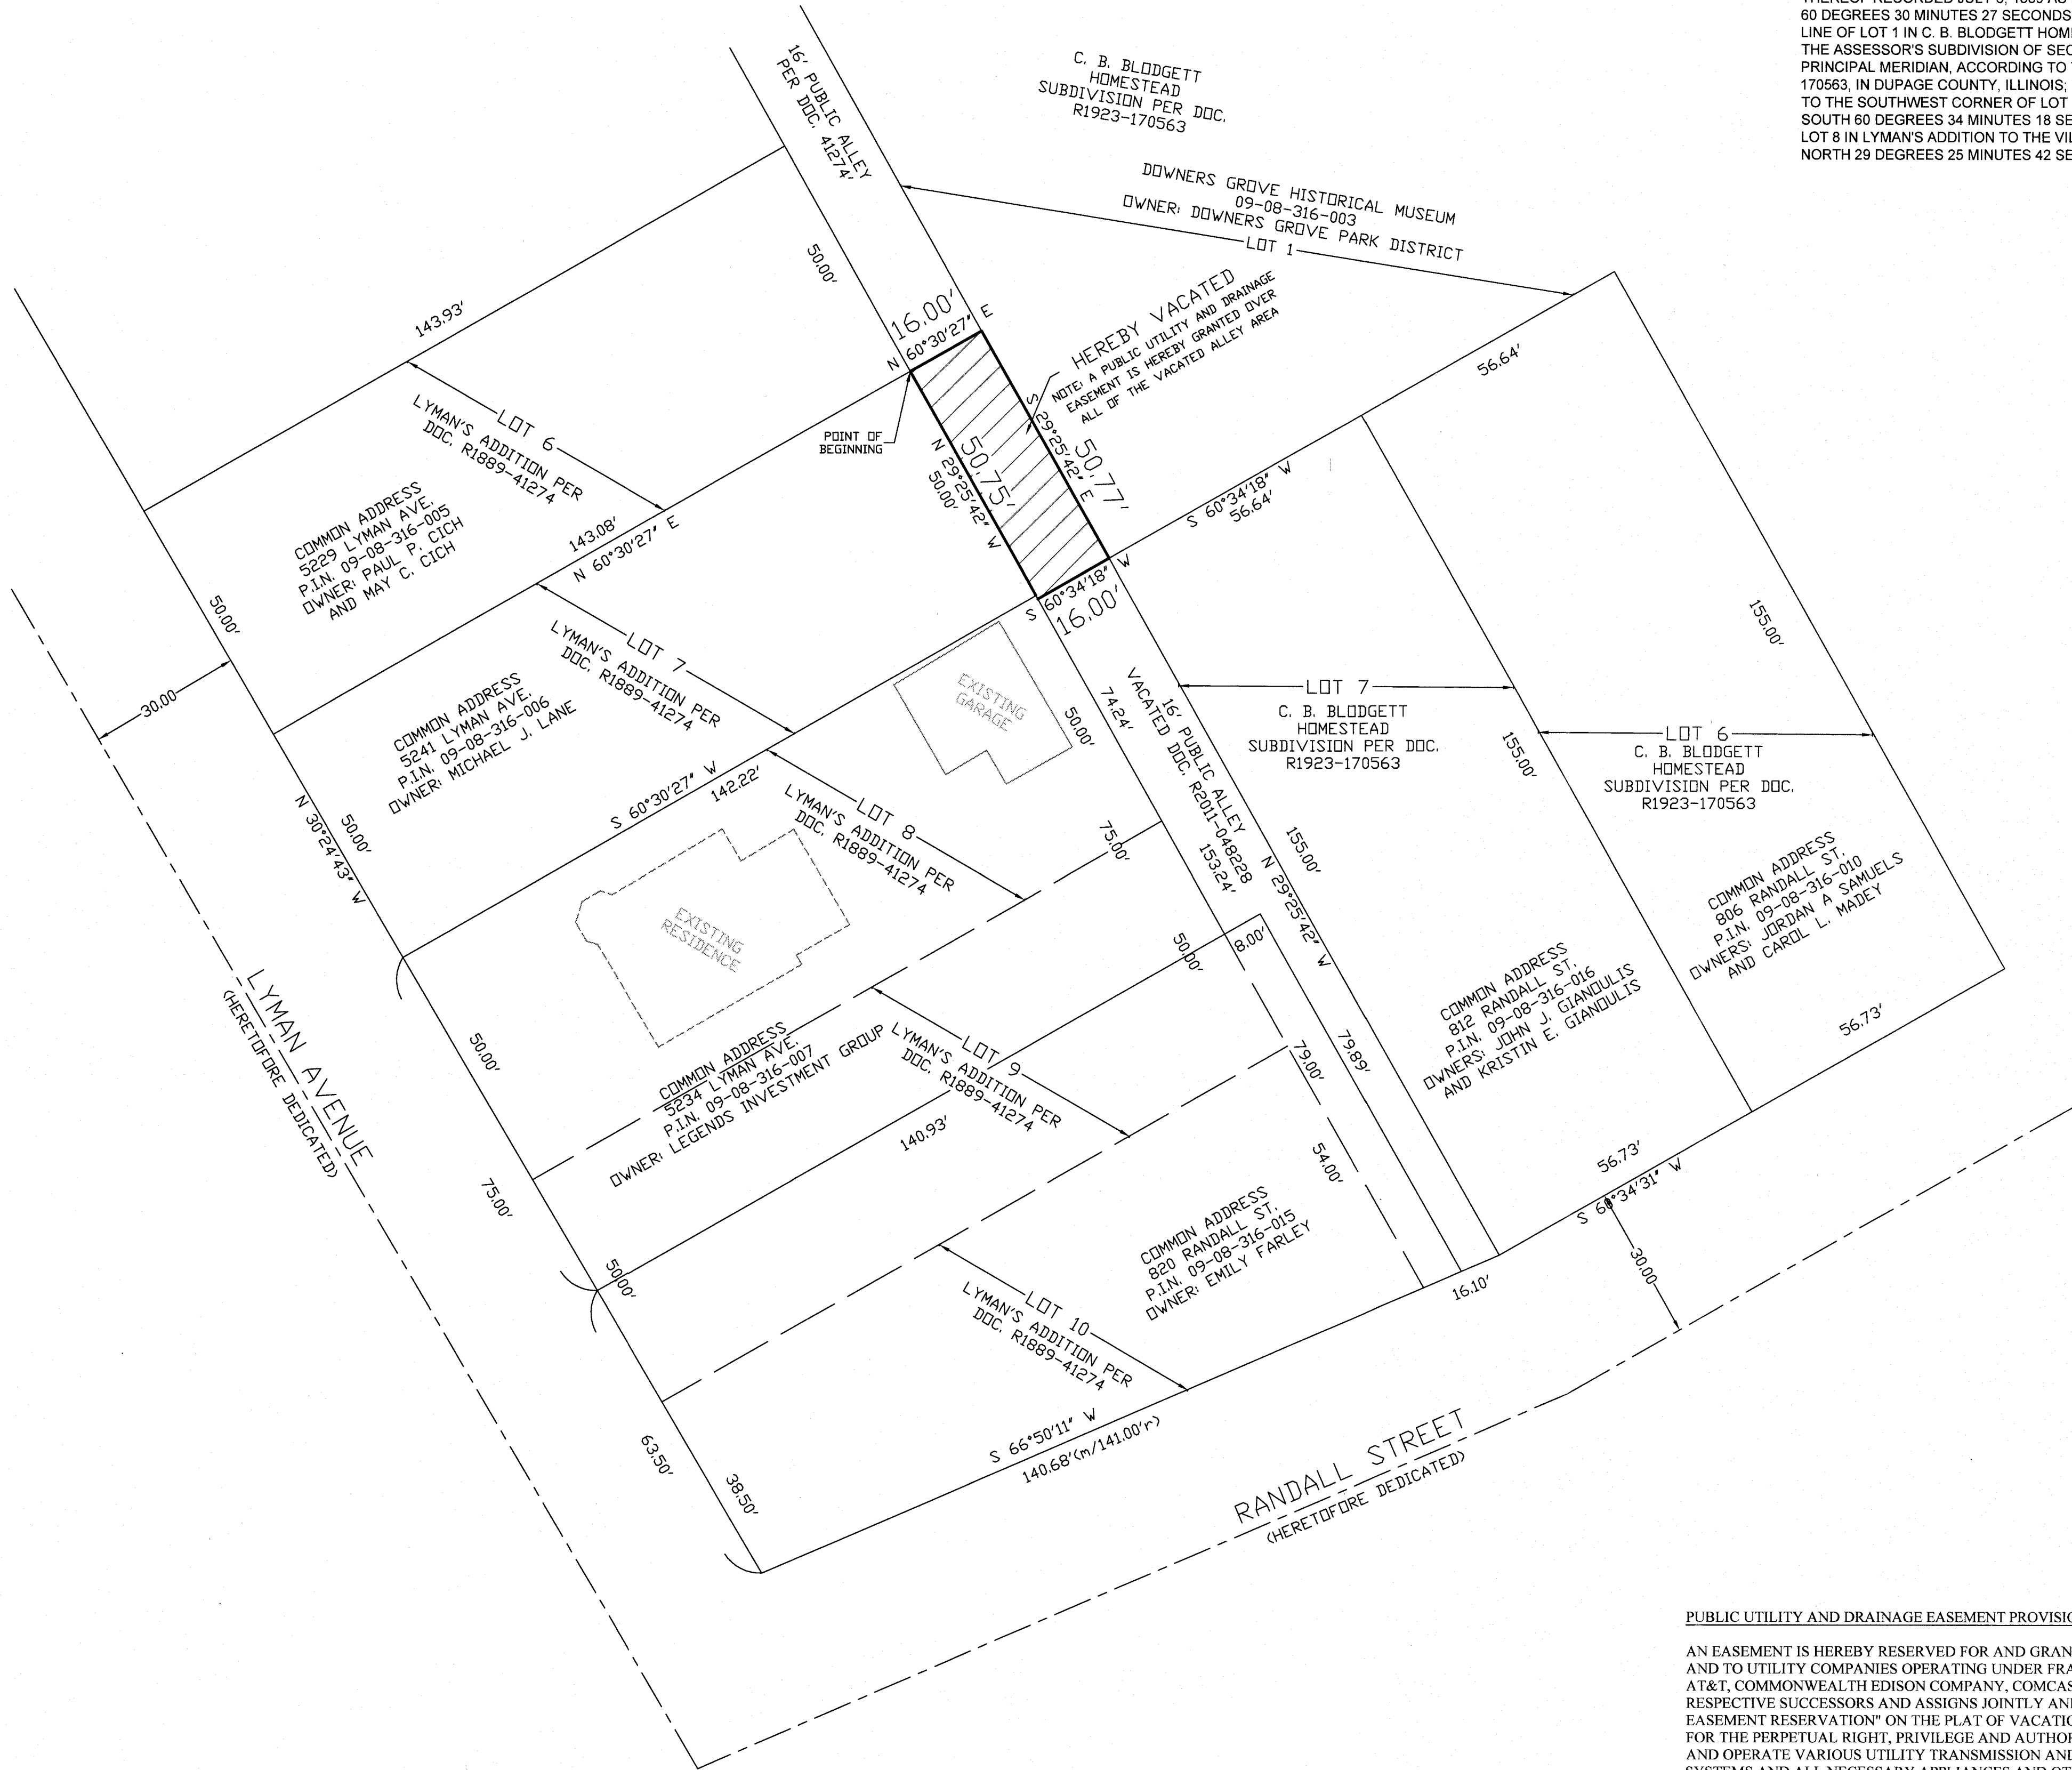 60 DEGREES 30 MINUTES 27 SECONDS
LINE OF LOT 1 IN C. B. BLODGETT
THE ASSESSOR'S SUBDIVISION OF
PRINCIPAL MERIDIAN, ACCORDING TO
170563, IN DUPAGE COUNTY, ILLINOIS;
TO THE SOUTHWEST CORNER OF LOT
SOUTH 60 DEGREES 34 MINUTES 18
LOT 8 IN LYMAN'S ADDITION TO THE
NORTH 29 DEGREES 25 MINUTES 42
16' PUBLIC ALLEY
PER DOC. 41274'
C. B. BLODGETT
HOMESTEAD
SUBDIVISION PER DOC.
R1923-170563
DOWNERS GROVE HISTORICAL MUSEUM
09-08-316-003
OWNER: DOWNERS GROVE PARK DISTRICT
LOT 1
50.00'
143.93'
16.00'
N 60°30'27" E
HEREBY VACATED
NOTE: A PUBLIC UTILITY AND DRAINAGE
EASEMENT IS HEREBY GRANTED OVER
ALL OF THE VACATED ALLEY AREA
56.64'
POINT OF
BEGINNING
50.75'
N 29°25'42" W
50.00'
S 29°25'42" E
50.77'
S 60°34'18" W
56.64'
LOT 6
LYMAN'S ADDITION PER
DOC. R1889-41274
COMMON ADDRESS
5229 LYMAN AVE.
P.I.N. 09-08-316-005
OWNER: PAUL P. CICH
AND MAY C. CICH
143.08'
N 60°30'27" E
50.00'
30.00
S 60°34'18" W
16.00'
LOT 7
LYMAN'S ADDITION PER
DOC. R1889-41274
COMMON ADDRESS
5241 LYMAN AVE.
P.I.N. 09-08-316-006
OWNER: MICHAEL J. LANE
EXISTING
GARAGE
50.00'
74.24'
16' PUBLIC ALLEY
VACATED DOC. R2011-048228
153.24'
155.00'
N 29°25'42" W
LOT 7
C. B. BLODGETT
HOMESTEAD
SUBDIVISION PER DOC.
R1923-170563
155.00'
155.00'
LOT 6
C. B. BLODGETT
HOMESTEAD
SUBDIVISION PER DOC.
R1923-170563
S 60°30'27" W
142.22'
N 30°24'43" W
50.00'
LOT 8
LYMAN'S ADDITION PER
DOC. R1889-41274
75.00'
EXISTING
RESIDENCE
COMMON ADDRESS
806 RANDALL ST.
P.I.N. 09-08-316-010
OWNERS: JORDAN A SAMUELS
AND CAROL L. MADEY
50.00'
8.00'
COMMON ADDRESS
812 RANDALL ST.
P.I.N. 09-08-316-016
OWNERS: JOHN J. GIANOULIS
AND KRISTIN E. GIANOULIS
56.73'
LYMAN AVENUE
(HERETOFORE DEDICATED)
50.00'
COMMON ADDRESS
5234 LYMAN AVE.
P.I.N. 09-08-316-007
OWNER: LEGENDS INVESTMENT GROUP
LOT 9
LYMAN'S ADDITION PER
DOC. R1889-41274
140.93'
79.00'
79.89'
54.00'
56.73'
S 60°34'31" W
75.00'
50.00'
COMMON ADDRESS
820 RANDALL ST.
P.I.N. 09-08-316-015
OWNER: EMILY FARLEY
16.10'
30.00
LOT 10
LYMAN'S ADDITION PER
DOC. R1889-41274
S 66°50'11" W
140.68'(m/141.00'r)
63.50'
38.50'
RANDALL STREET
(HERETOFORE DEDICATED)
PUBLIC UTILITY AND DRAINAGE EASEMENT
AN EASEMENT IS HEREBY RESERVED FOR AND
AND TO UTILITY COMPANIES OPERATING UNDER
AT&T, COMMONWEALTH EDISON COMPANY,
RESPECTIVE SUCCESSORS AND ASSIGNS JOINTLY
EASEMENT RESERVATION" ON THE PLAT OF
FOR THE PERPETUAL RIGHT, PRIVILEGE AND
AND OPERATE VARIOUS UTILITY TRANSMISSION